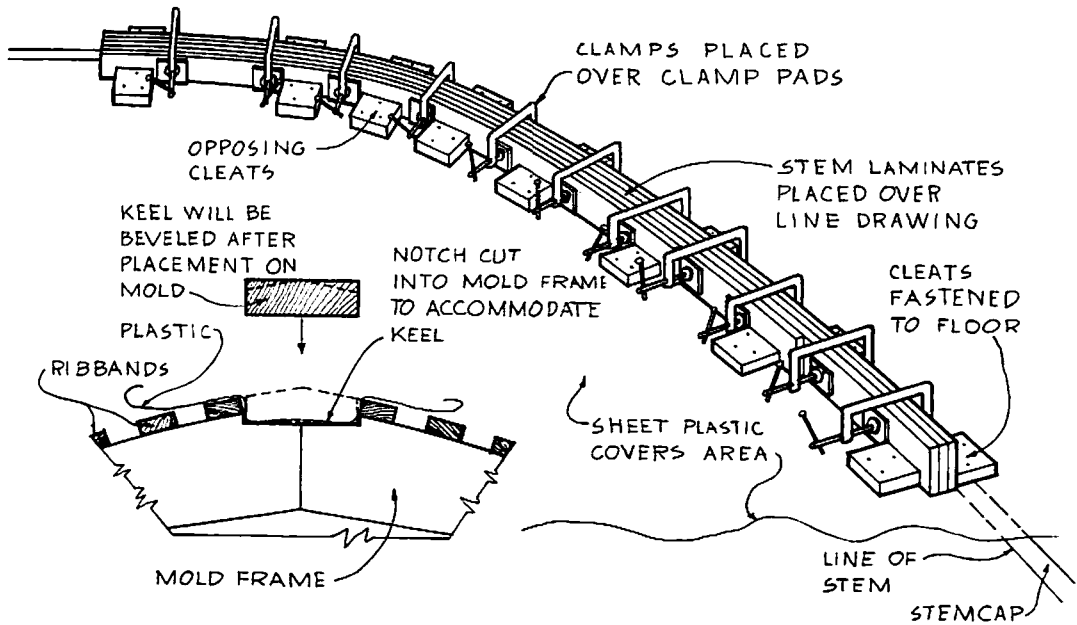 CLAMPS PLACED
OVER CLAMP PADS
OPPOSING
CLEATS
STEM LAMINATES
PLACED OVER
LINE DRAWING
KEEL WILL BE
BEVELED AFTER
PLACEMENT ON
MOLD
NOTCH CUT
INTO MOLD FRAME
TO ACCOMMODATE
KEEL
CLEATS
FASTENED
TO FLOOR
PLASTIC
RIBBANDS
SHEET PLASTIC
COVERS AREA
MOLD FRAME
LINE OF
STEM
STEMCAP